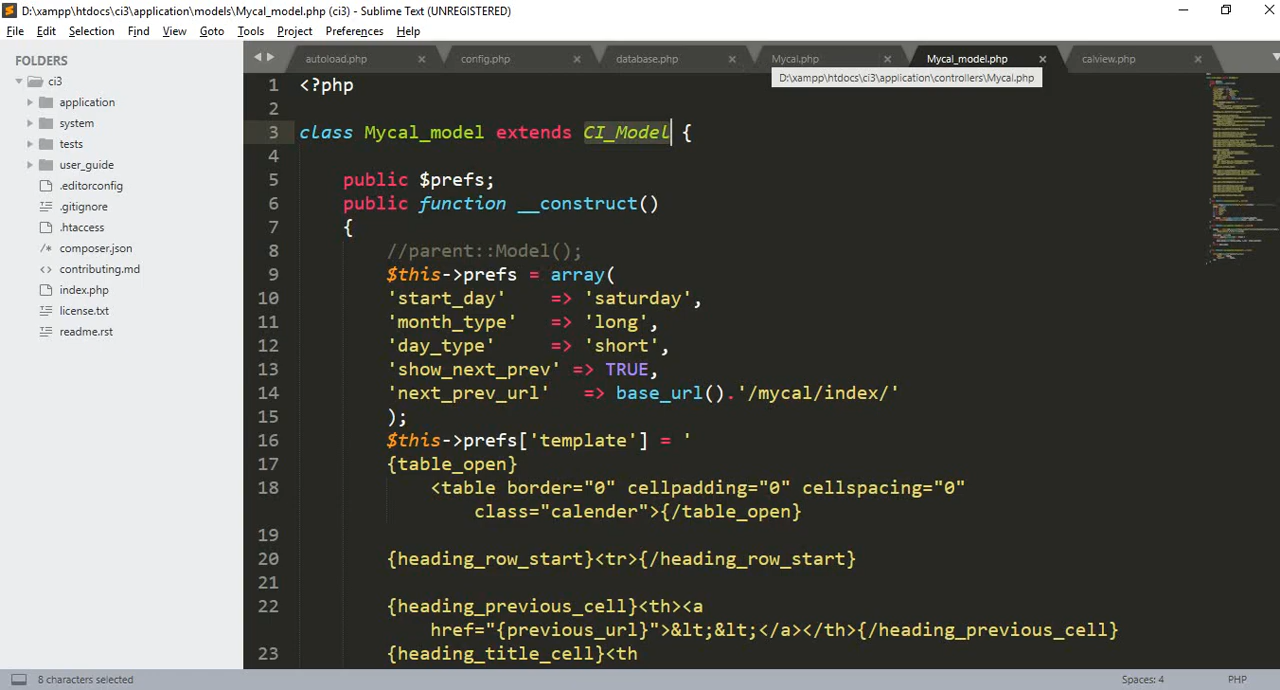 D:\xampp\htdocs\ci3\application\models\Mycal_model.php (ci3) - Sublime Text (UNREGISTERED)
File Edit Selection Find View Goto Tools Project Preferences Help
FOLDERS
ci3
application
system
tests
user_guide
.editorconfig
.gitignore
.htaccess
composer.json
contributing.md
index.php
license.txt
readme.rst
autoload.php config.php database.php Mycal.php Mycal_model.php calview.php
D:\xampp\htdocs\ci3\application\controllers\Mycal.php
1 <?php
2
3 class Mycal_model extends CI_Model {
4
5 public $prefs;
6 public function __construct()
7 {
8 //parent::Model();
9 $this->prefs = array(
10 'start_day' => 'saturday',
11 'month_type' => 'long',
12 'day_type' => 'short',
13 'show_next_prev' => TRUE,
14 'next_prev_url' => base_url().'/mycal/index/'
15 );
16 $this->prefs['template'] = '
17 {table_open}
18 <table border="0" cellpadding="0" cellspacing="0"
class="calender">{/table_open}
19
20 {heading_row_start}<tr>{/heading_row_start}
21
22 {heading_previous_cell}<th><a
href="{previous_url}">&lt;&lt;</a></th>{/heading_previous_cell}
23 {heading_title_cell}<th
8 characters selected Spaces: 4 PHP